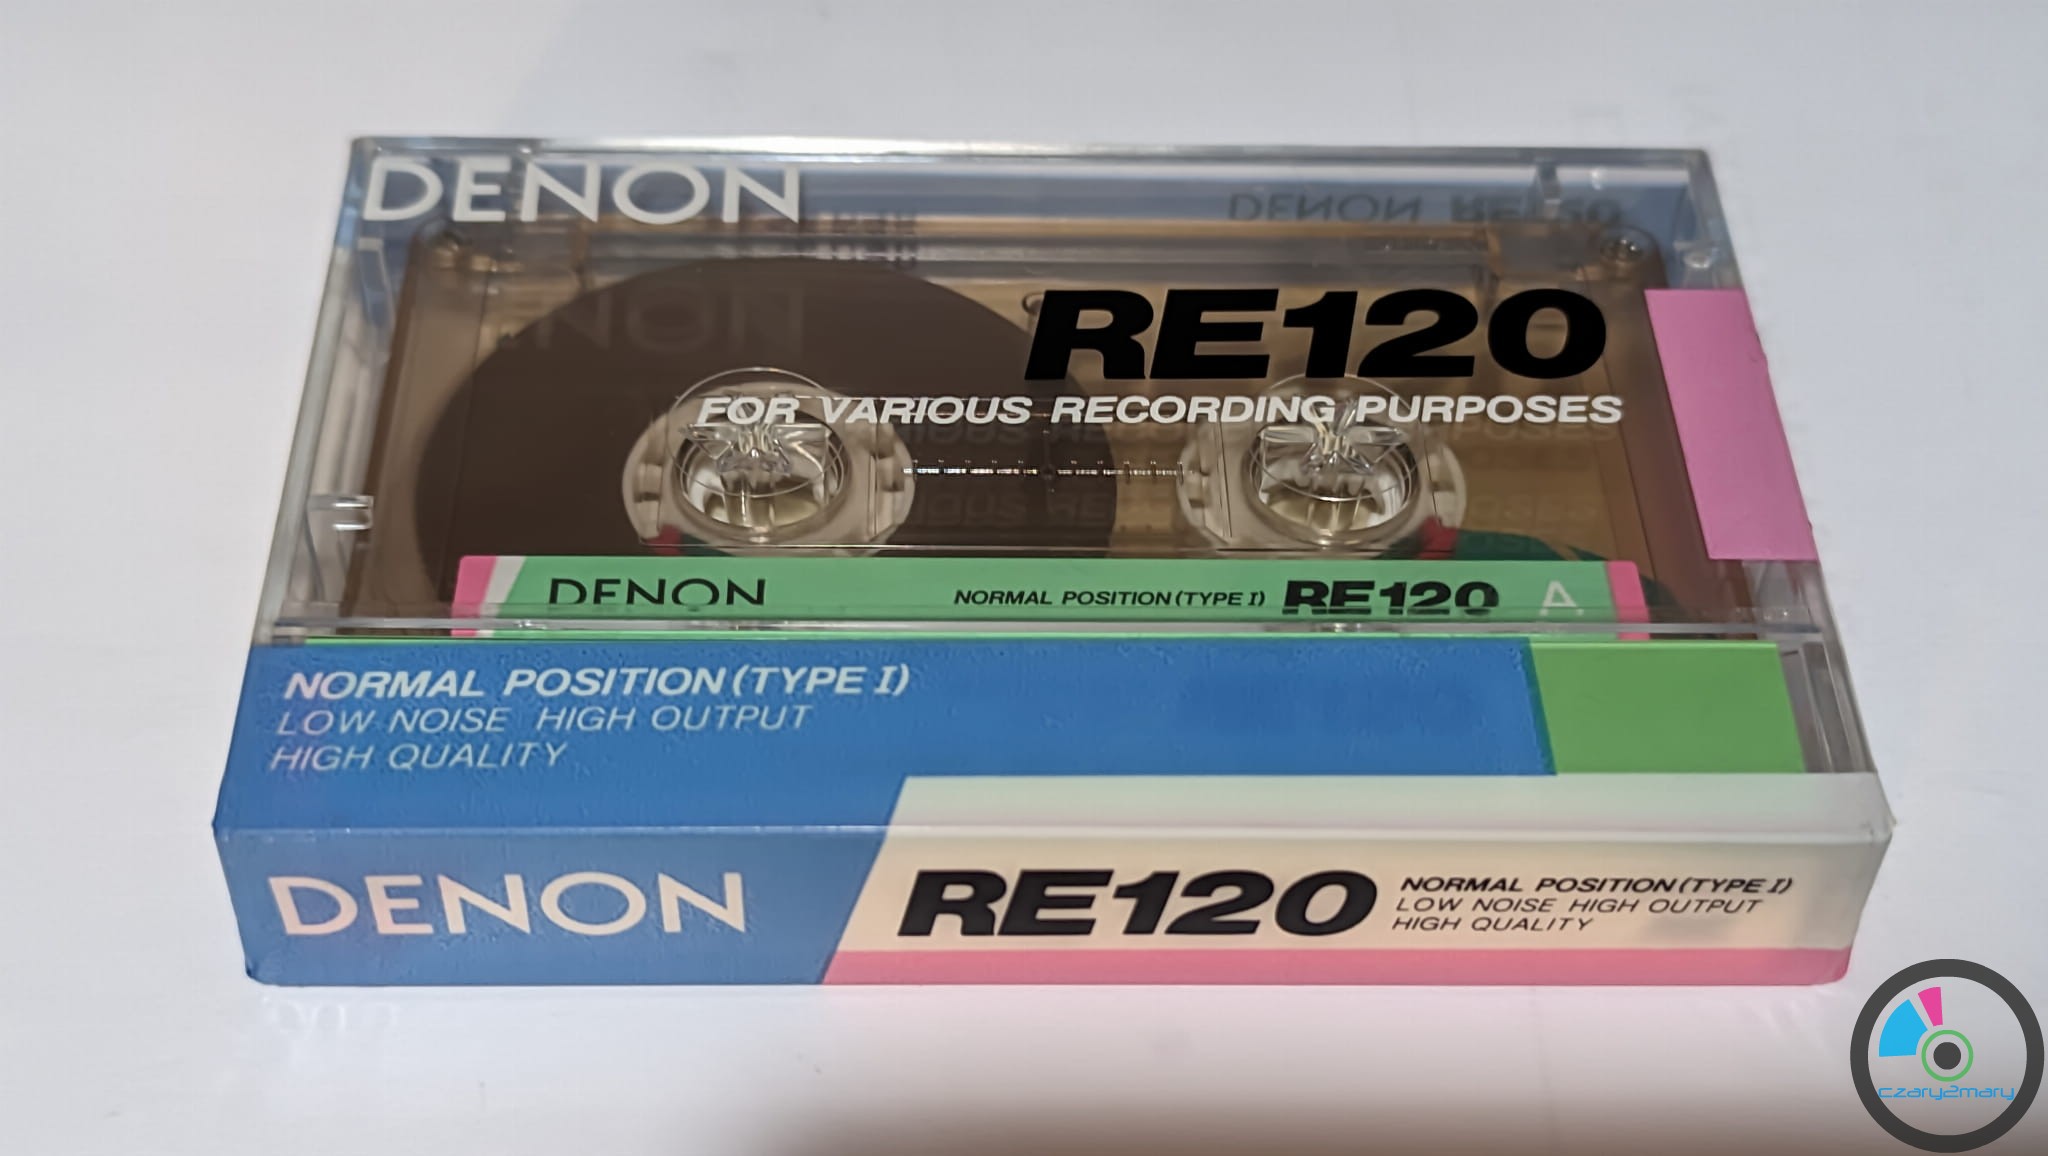 DENON
RE120
FOR VARIOUS RECORDING PURPOSES
DENON NORMAL POSITION (TYPE I) RE120 A
NORMAL POSITION (TYPE I)
LOW NOISE HIGH OUTPUT
HIGH QUALITY
DENON RE120 NORMAL POSITION (TYPE I)
LOW NOISE HIGH OUTPUT
HIGH QUALITY
czary2mary